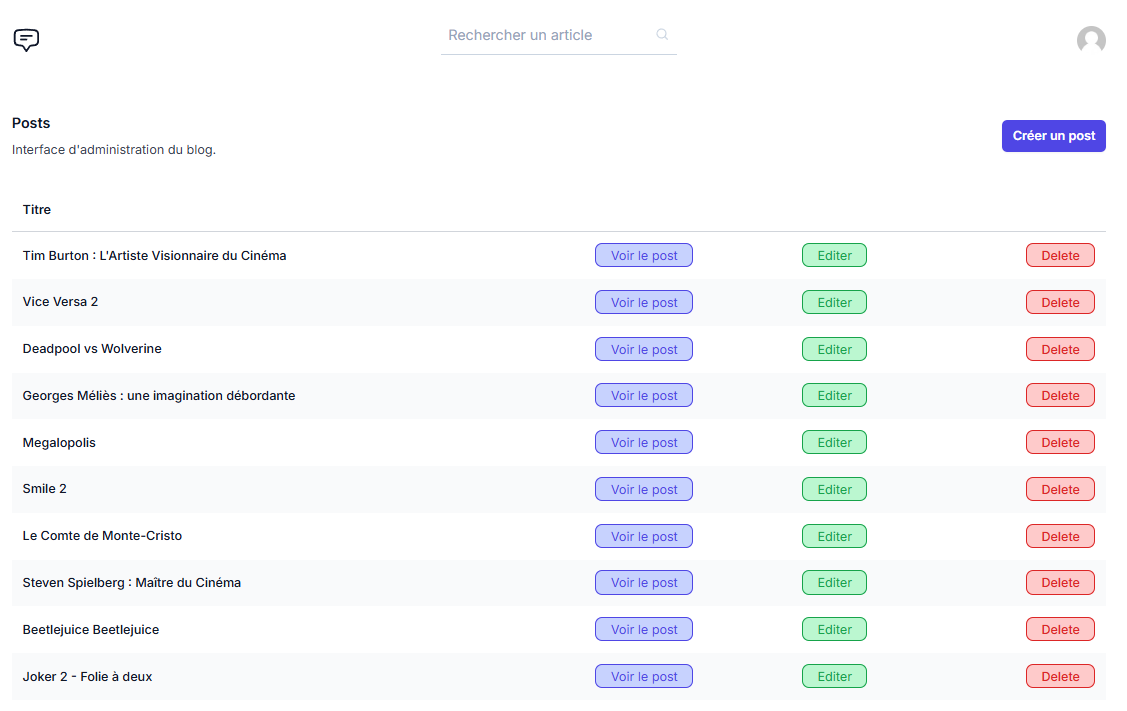 Rechercher un article
Posts
Créer un post
Interface d'administration du blog.
Titre
Tim Burton : L'Artiste Visionnaire du Cinéma Voir le post Editer Delete
Vice Versa 2 Voir le post Editer Delete
Deadpool vs Wolverine Voir le post Editer Delete
Georges Méliès : une imagination débordante Voir le post Editer Delete
Megalopolis Voir le post Editer Delete
Smile 2 Voir le post Editer Delete
Le Comte de Monte-Cristo Voir le post Editer Delete
Steven Spielberg : Maître du Cinéma Voir le post Editer Delete
Beetlejuice Beetlejuice Voir le post Editer Delete
Joker 2 - Folie à deux Voir le post Editer Delete